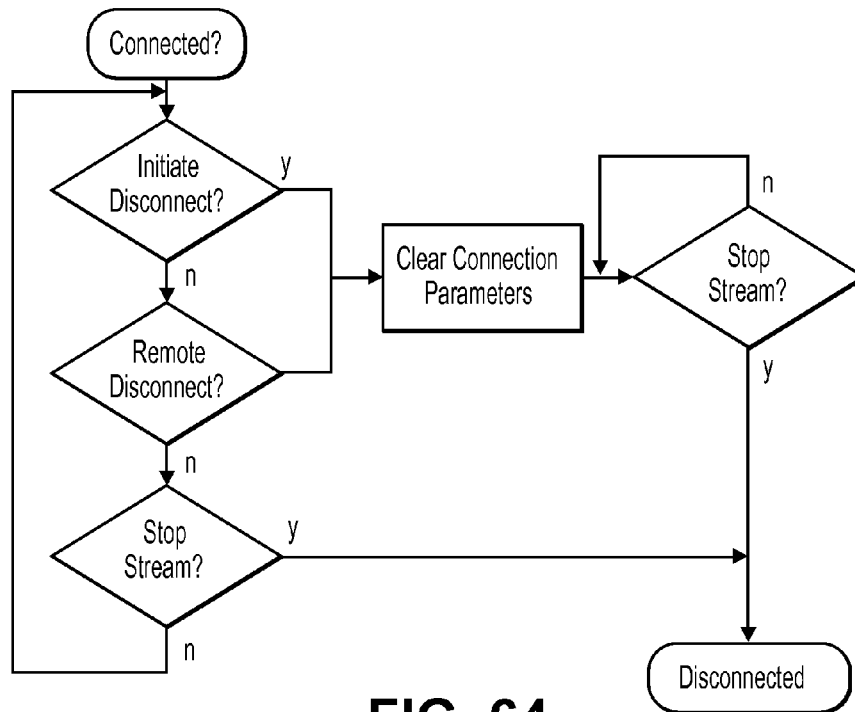 Connected?
Initiate
Disconnect?
y
n
Remote
Disconnect?
n
Stop
Stream?
y
n
Clear Connection
Parameters
n
Stop
Stream?
y
Disconnected